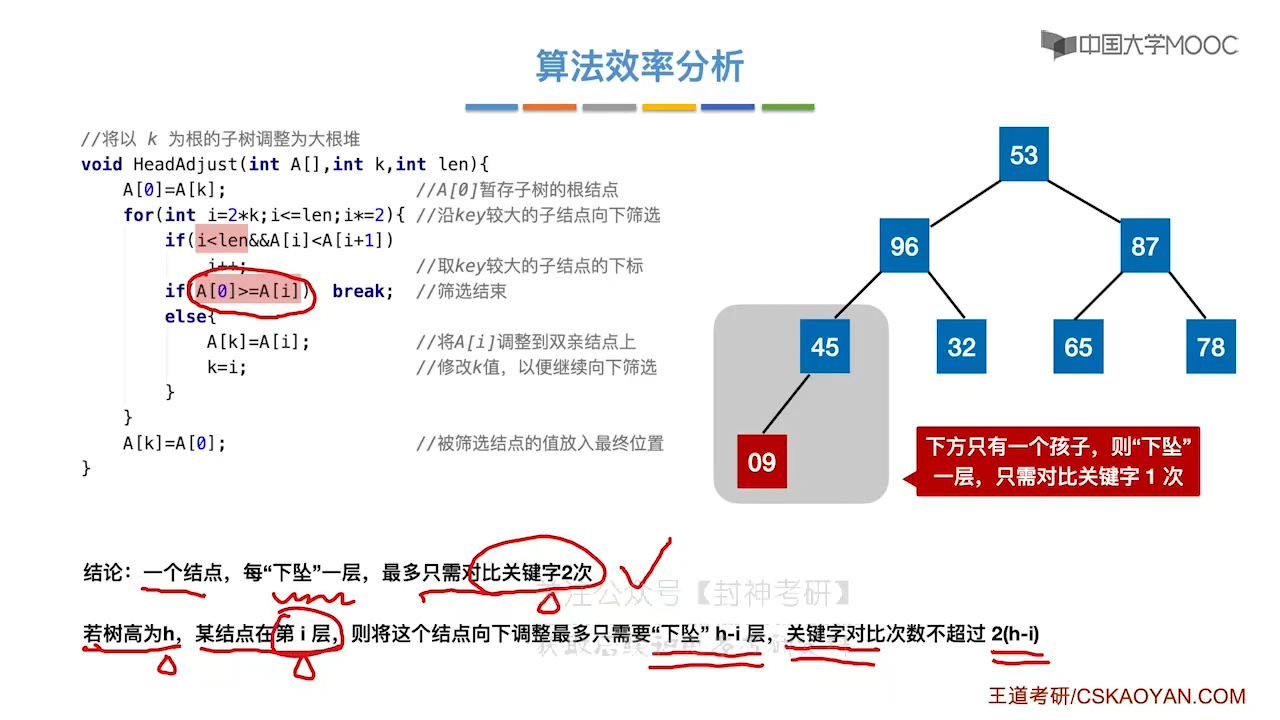 中国大学MOOC
算法效率分析
//将以 k 为根的子树调整为大根堆
void HeadAdjust(int A[],int k,int len){
A[0]=A[k]; //A[0]暂存子树的根结点
for(int i=2*k;i<=len;i*=2){ //沿key较大的子结点向下筛选
if(i<len&&A[i]<A[i+1])
i++; //取key较大的子结点的下标
if(A[0]>=A[i]) break; //筛选结束
else{
A[k]=A[i]; //将A[i]调整到双亲结点上
k=i; //修改k值，以便继续向下筛选
}
}
A[k]=A[0]; //被筛选结点的值放入最终位置
}
53
96 87
45 32 65 78
09
下方只有一个孩子，则“下坠”
一层，只需对比关键字 1 次
结论：一个结点，每“下坠”一层，最多只需对比关键字2次
公众号【封神考研】
若树高为h，某结点在第 i 层，则将这个结点向下调整最多只需要“下坠” h-i 层，关键字对比次数不超过 2(h-i)
王道考研/CSKAOYAN.COM